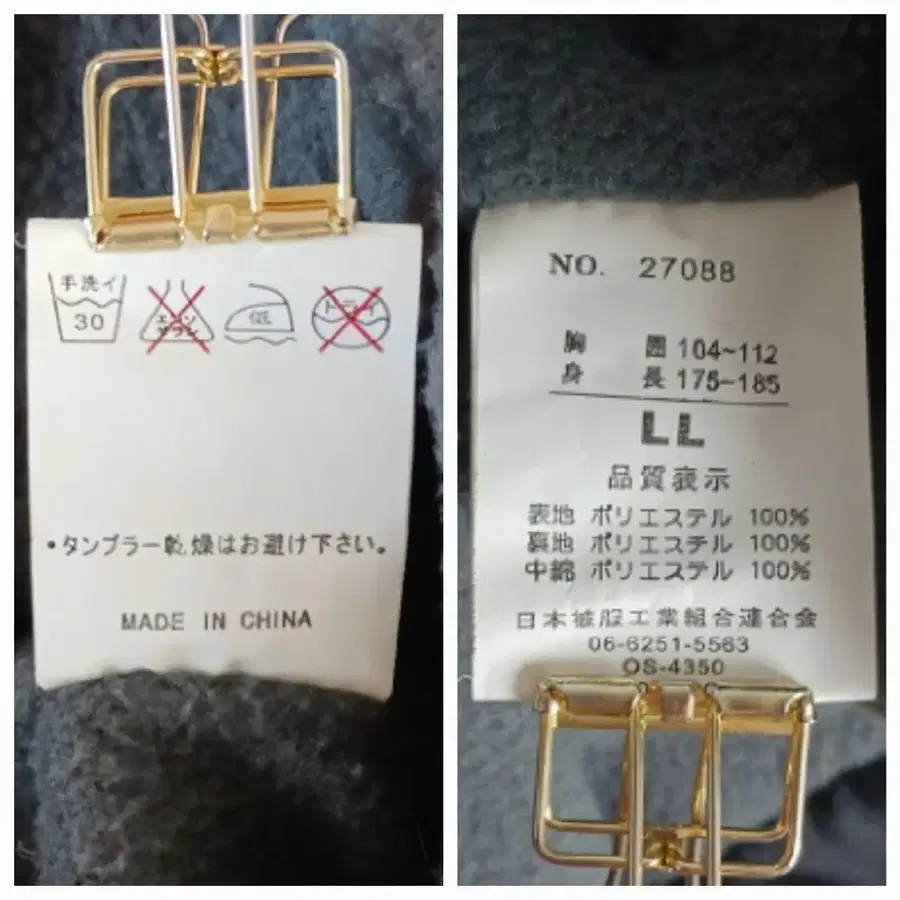 手洗イ
30
エンソ
サラシ
低
ドライ
・タンブラー乾燥はお避け下さい。
MADE IN CHINA
NO. 27088
胸 囲 104~112
身 長 175-185
LL
品質表示
表地 ポリエステル 100%
裏地 ポリエステル 100%
中綿 ポリエステル 100%
日本被服工業組合連合会
06-6251-5563
OS-4350